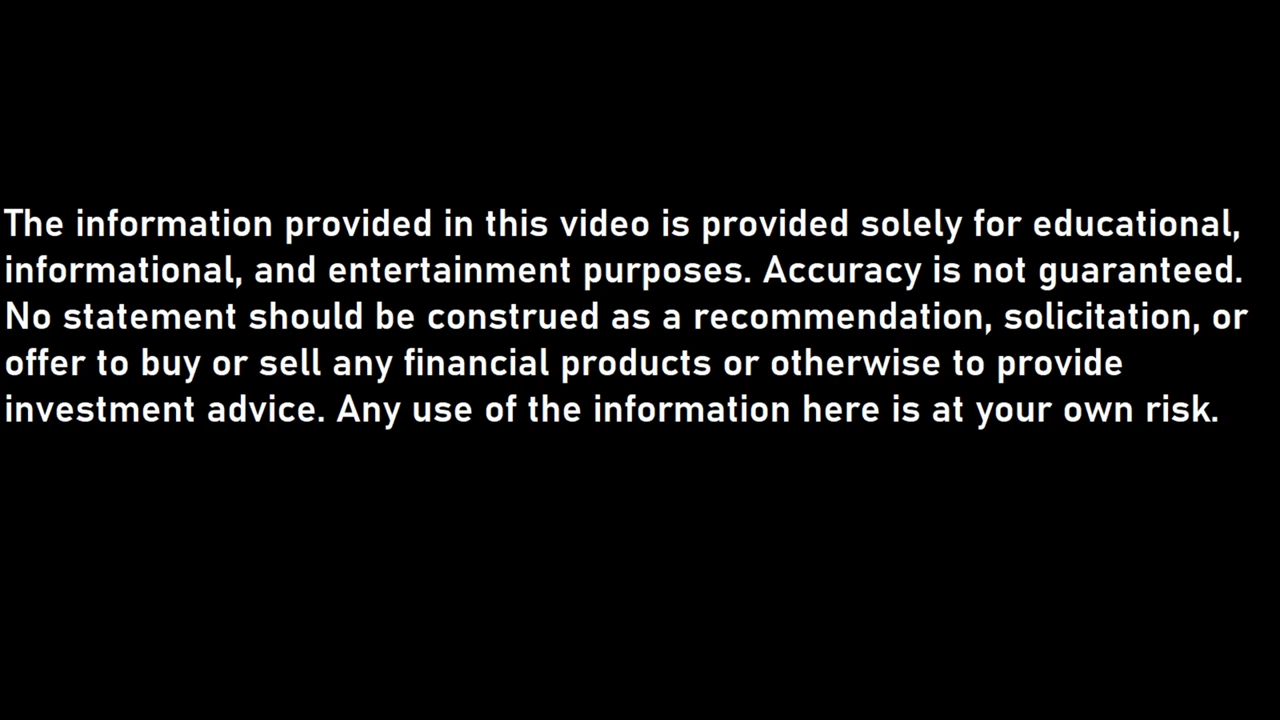 The information provided in this video is provided solely for educational,
informational, and entertainment purposes. Accuracy is not guaranteed.
No statement should be construed as a recommendation, solicitation, or
offer to buy or sell any financial products or otherwise to provide
investment advice. Any use of the information here is at your own risk.